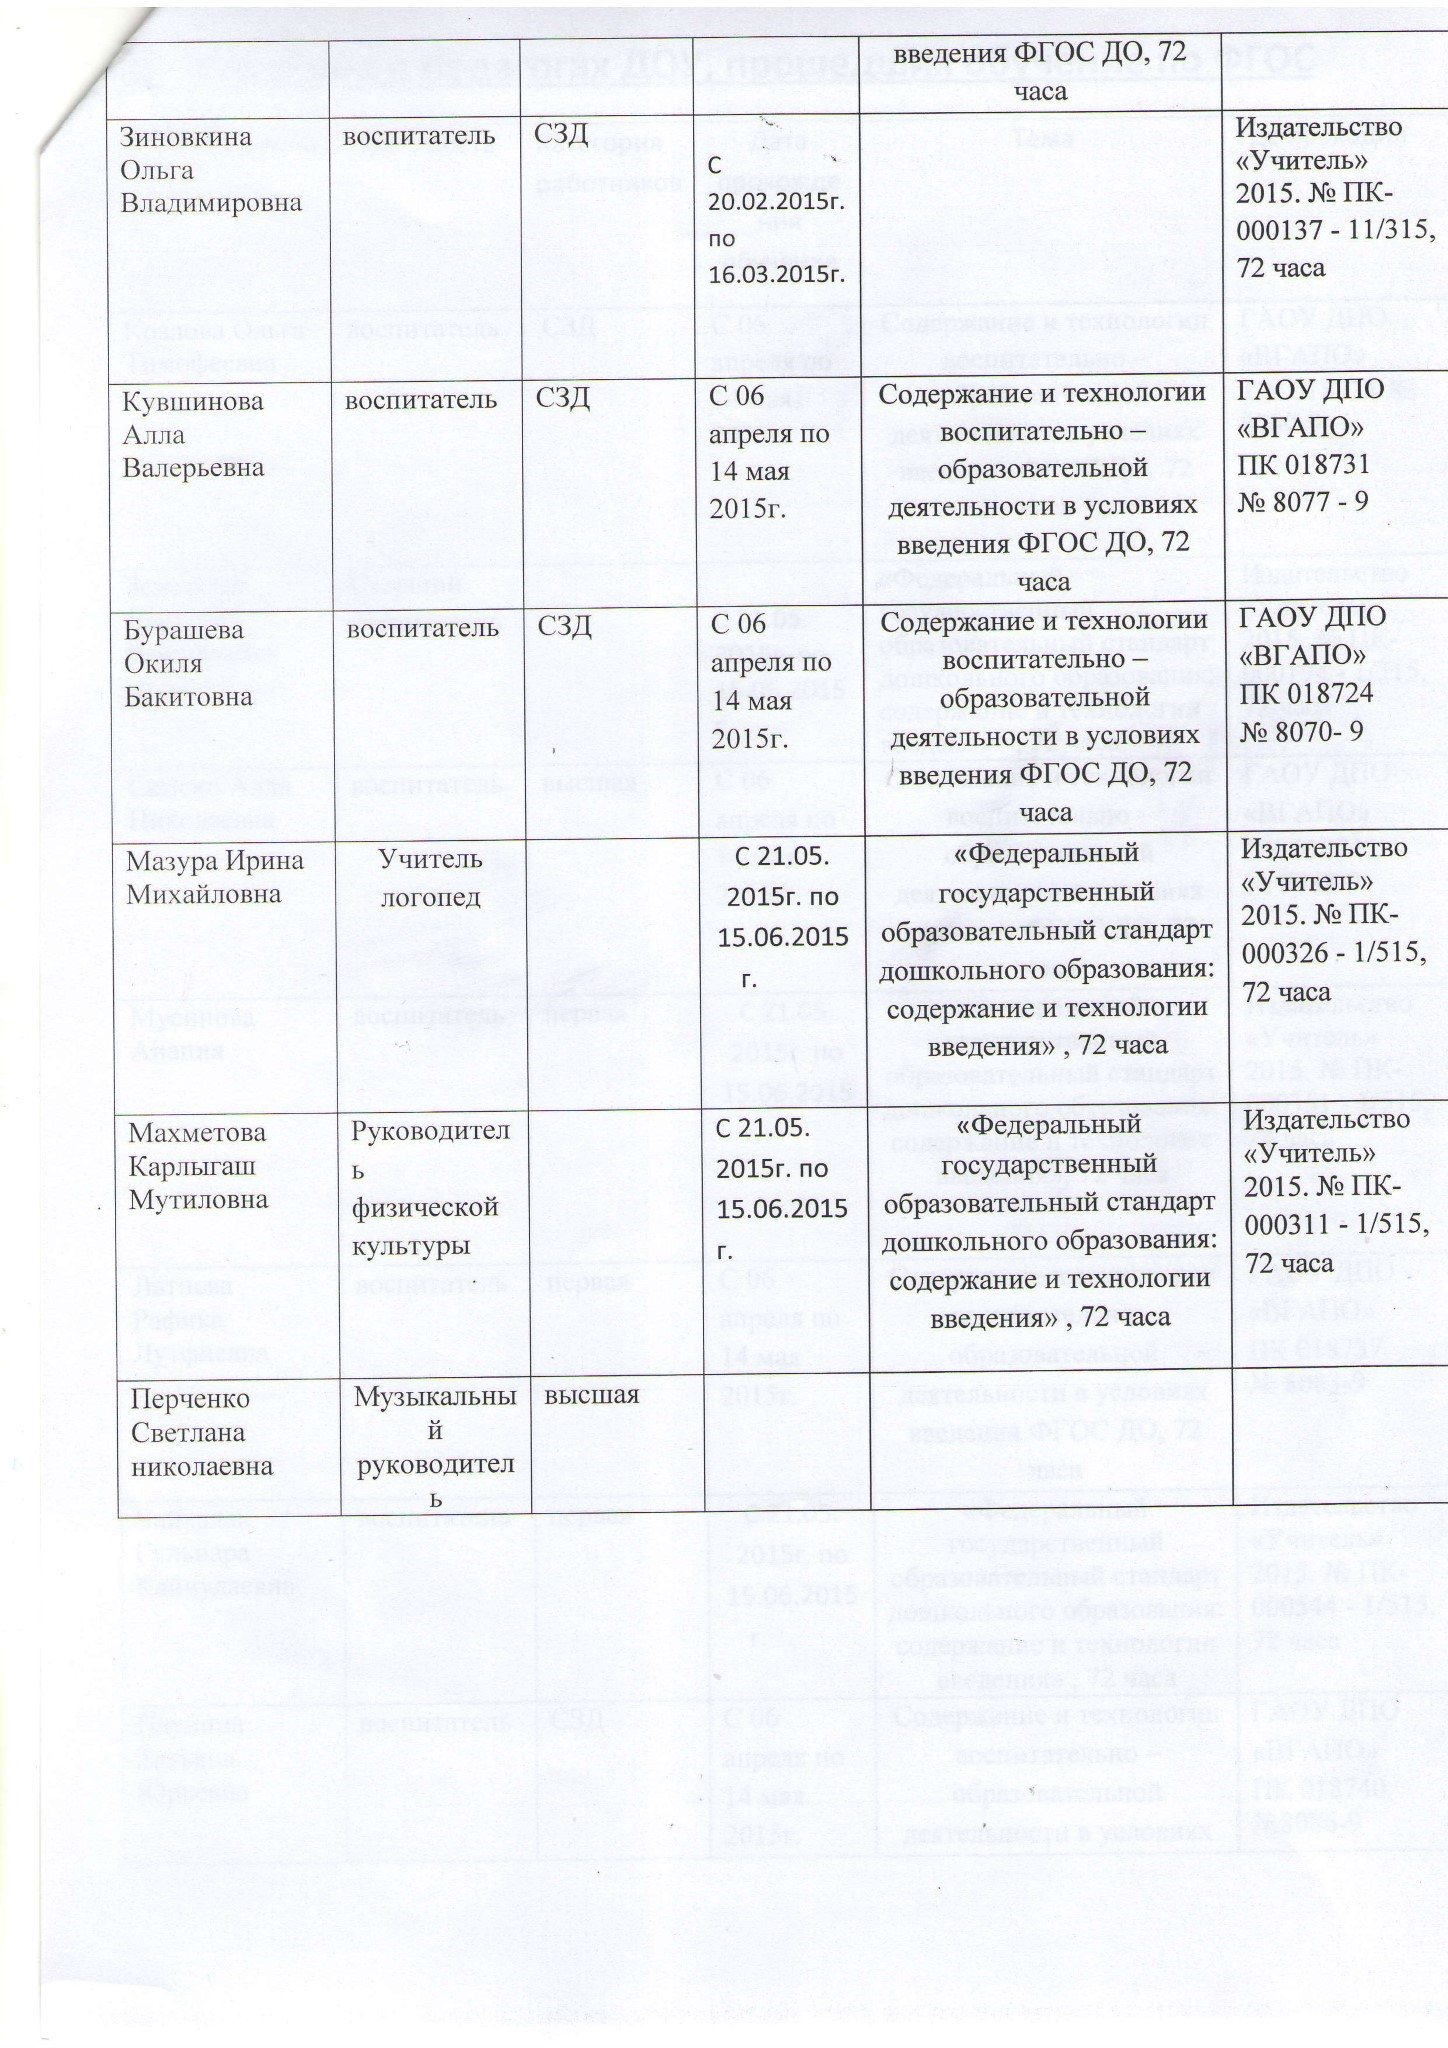 введения ФГОС ДО, 72
часа
Зиновкина
Ольга
Владимировна
воспитатель
СЗД
С
20.02.2015г.
по
16.03.2015г.
Издательство
«Учитель»
2015. № ПК-
000137 - 11/315,
72 часа
Кувшинова
Алла
Валерьевна
воспитатель
СЗД
С 06
апреля по
14 мая
2015г.
Содержание и технологии
воспитательно –
образовательной
деятельности в условиях
введения ФГОС ДО, 72
часа
ГАОУ ДПО
«ВГАПО»
ПК 018731
№ 8077 - 9
Бурашева
Окиля
Бакитовна
воспитатель
СЗД
С 06
апреля по
14 мая
2015г.
Содержание и технологии
воспитательно –
образовательной
деятельности в условиях
введения ФГОС ДО, 72
часа
ГАОУ ДПО
«ВГАПО»
ПК 018724
№ 8070- 9
Мазура Ирина
Михайловна
Учитель
логопед
С 21.05.
2015г. по
15.06.2015
г.
«Федеральный
государственный
образовательный стандарт
дошкольного образования:
содержание и технологии
введения» , 72 часа
Издательство
«Учитель»
2015. № ПК-
000326 - 1/515,
72 часа
Махметова
Карлыгаш
Мутиловна
Руководител
ь
физической
культуры
С 21.05.
2015г. по
15.06.2015
г.
«Федеральный
государственный
образовательный стандарт
дошкольного образования:
содержание и технологии
введения» , 72 часа
Издательство
«Учитель»
2015. № ПК-
000311 - 1/515,
72 часа
Перченко
Светлана
николаевна
Музыкальны
й
руководител
ь
высшая